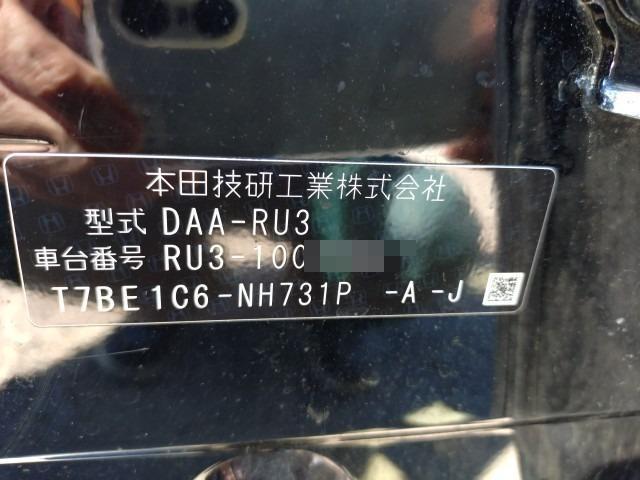 本田技研工業株式会社
型式 DAA-RU3
車台番号 RU3-100
T7BE1C6-NH731P -A -J